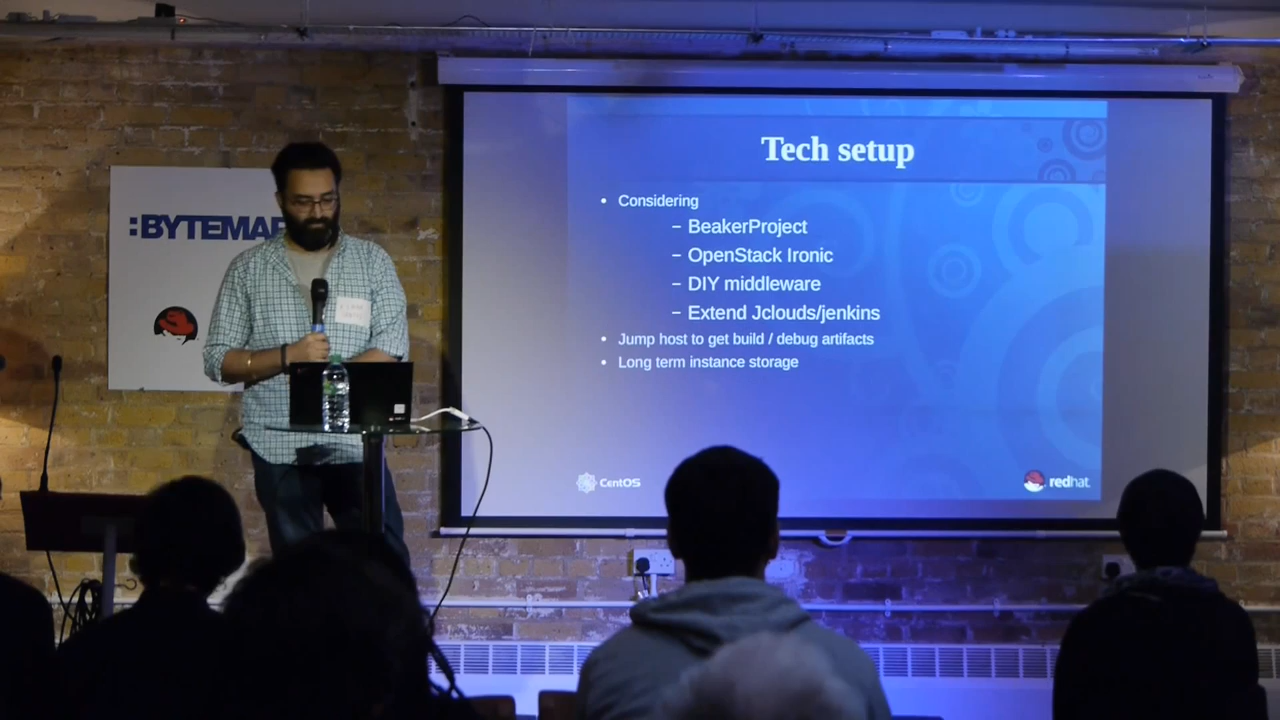 :BYTEMAR
Tech setup
Considering
– BeakerProject
– OpenStack Ironic
– DIY middleware
– Extend Jclouds/jenkins
Jump host to get build / debug artifacts
Long term instance storage
CentOS
redhat